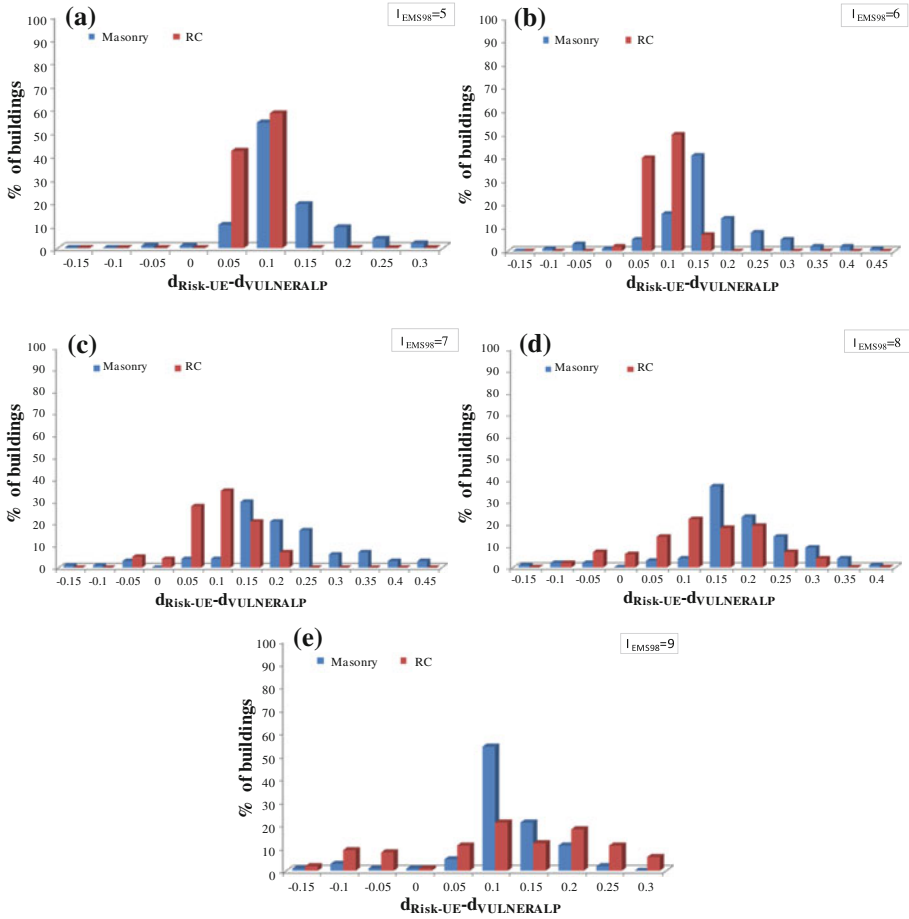 (a)
I EMS98=5
100
90
80
70
60
50
40
30
20
10
0
Masonry RC
% of buildings
-0.15 -0.1 -0.05 0 0.05 0.1 0.15 0.2 0.25 0.3
dRisk-UE-dVULNERALP
(b)
I EMS98=6
100
90
80
70
60
50
40
30
20
10
0
Masonry RC
% of buildings
-0.15 -0.1 -0.05 0 0.05 0.1 0.15 0.2 0.25 0.3 0.35 0.4 0.45
dRisk-UE-dVULNERALP
(c)
I EMS98=7
100
90
80
70
60
50
40
30
20
10
0
Masonry RC
% of buildings
-0.15 -0.1 -0.05 0 0.05 0.1 0.15 0.2 0.25 0.3 0.35 0.4 0.45
dRisk-UE-dVULNERALP
(d)
I EMS98=8
100
90
80
70
60
50
40
30
20
10
0
Masonry RC
% of buildings
-0.15 -0.1 -0.05 0 0.05 0.1 0.15 0.2 0.25 0.3 0.35 0.4
dRisk-UE-dVULNERALP
(e)
I EMS98=9
100
90
80
70
60
50
40
30
20
10
0
Masonry RC
% of buildings
-0.15 -0.1 -0.05 0 0.05 0.1 0.15 0.2 0.25 0.3
dRisk-UE-dVULNERALP